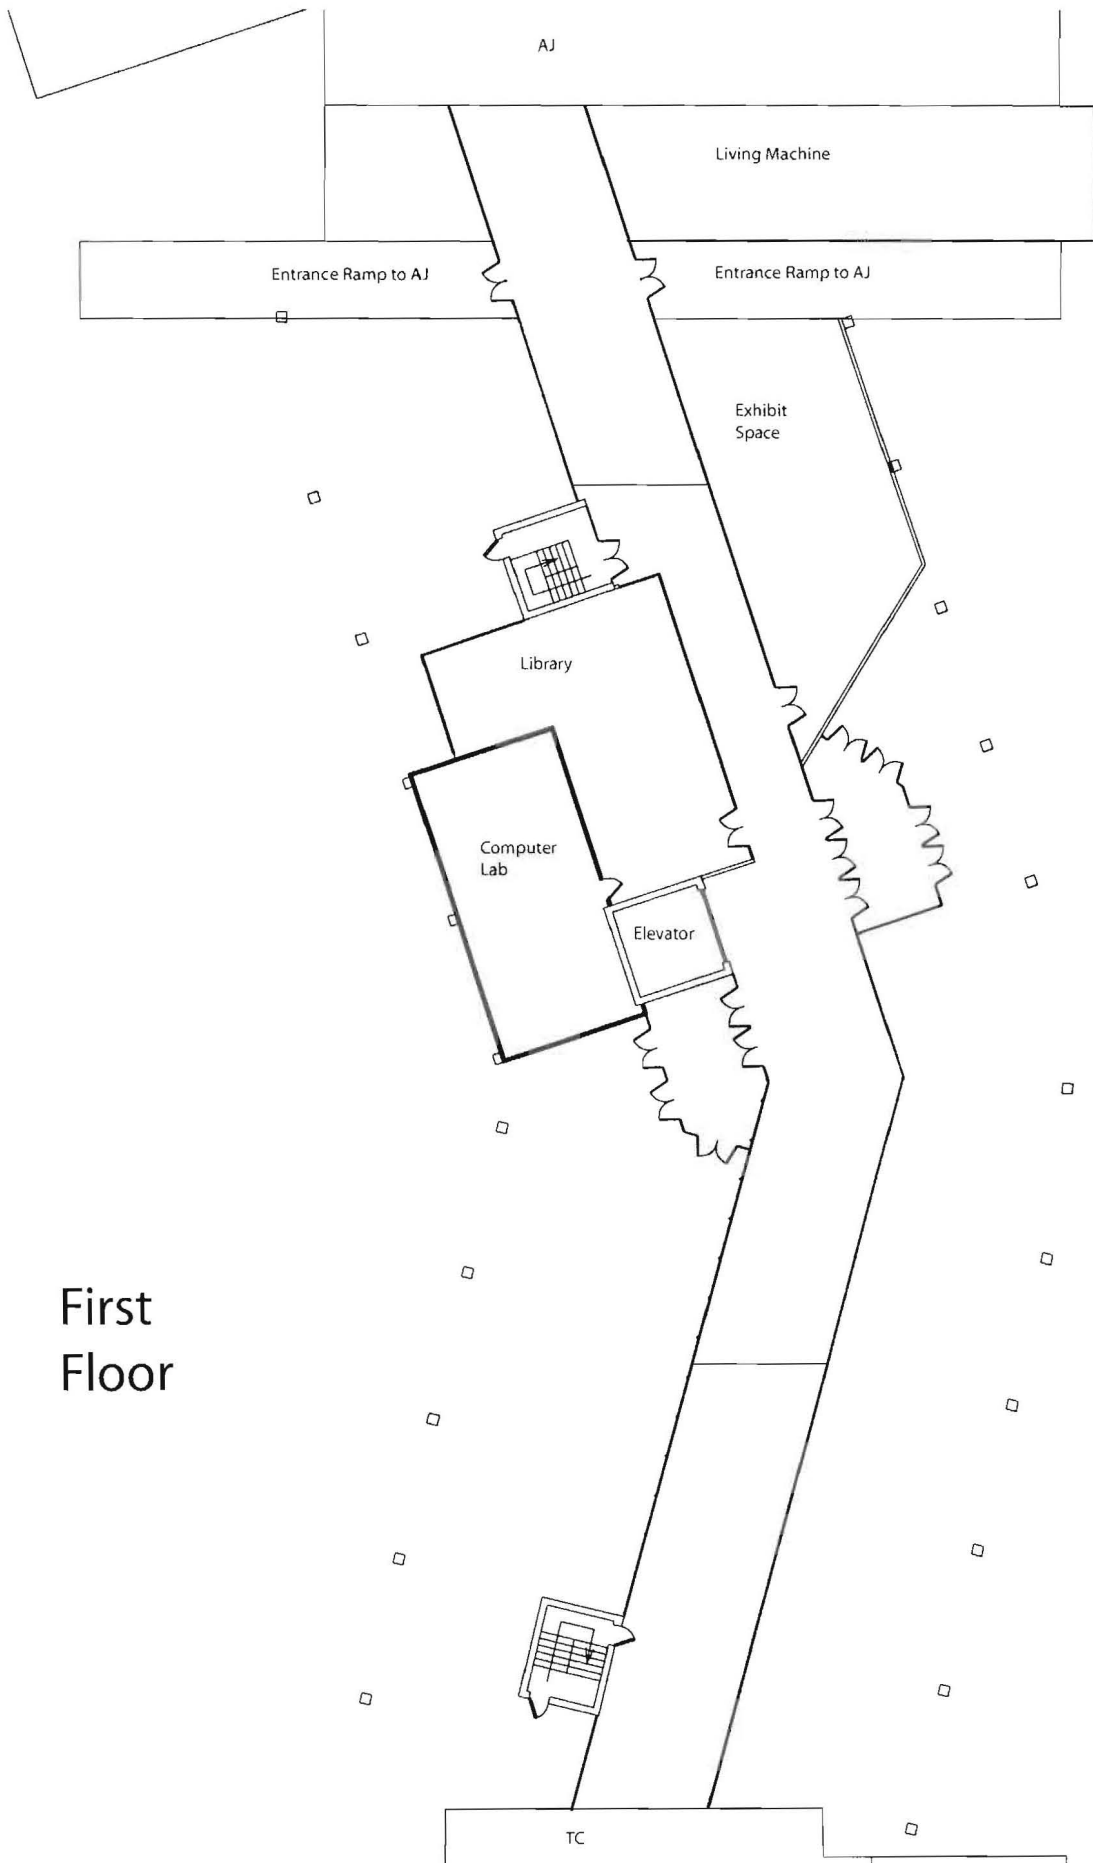 AJ
Living Machine
Entrance Ramp to AJ
Entrance Ramp to AJ
Exhibit
Space
Library
Computer
Lab
Elevator
First
Floor
TC